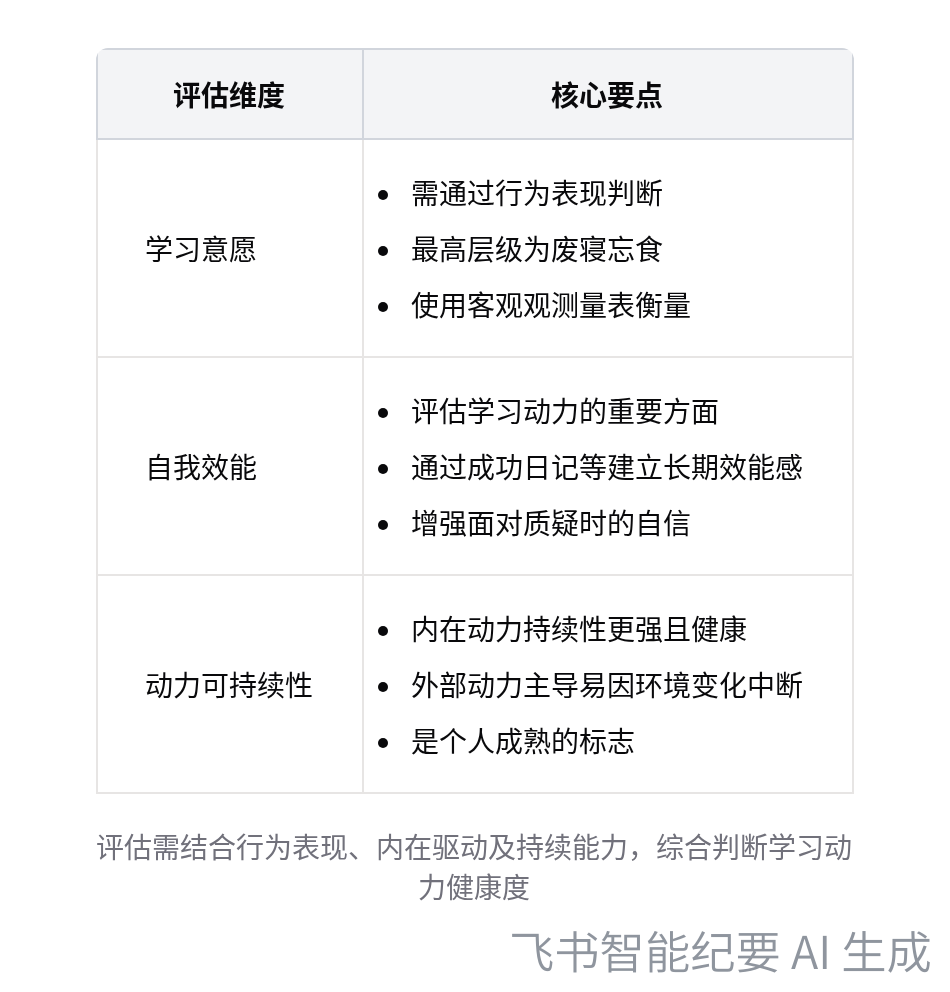 评估维度
核心要点
学习意愿
• 需通过行为表现判断
• 最高层级为废寝忘食
• 使用客观观测量表衡量
自我效能
• 评估学习动力的重要方面
• 通过成功日记等建立长期效能感
• 增强面对质疑时的自信
动力可持续性
• 内在动力持续性更强且健康
• 外部动力主导易因环境变化中断
• 是个人成熟的标志
评估需结合行为表现、内在驱动及持续能力，综合判断学习动
力健康度
飞书智能纪要 AI 生成